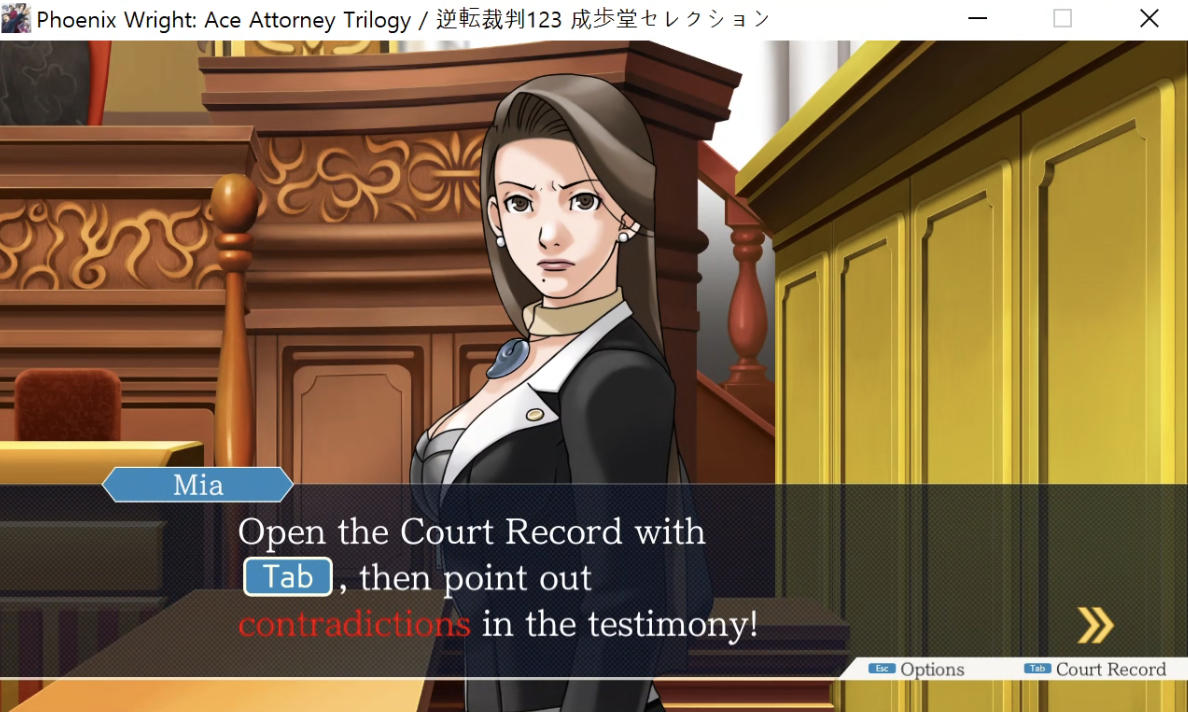 Phoenix Wright: Ace Attorney Trilogy / 逆転裁判123 成歩堂セレクション
Mia
Open the Court Record with
Tab , then point out
contradictions in the testimony!
Esc Options Tab Court Record